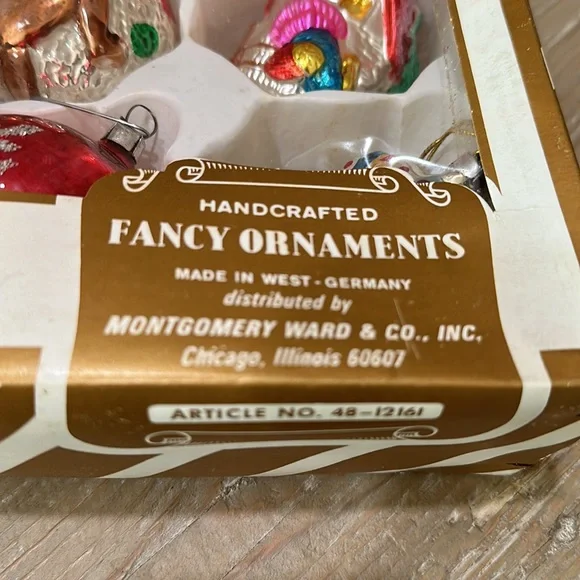 HANDCRAFTED
FANCY ORNAMENTS
MADE IN WEST-GERMANY
distributed by
MONTGOMERY WARD & CO., INC.
Chicago, Illinois 60607
ARTICLE NO. 48-12161